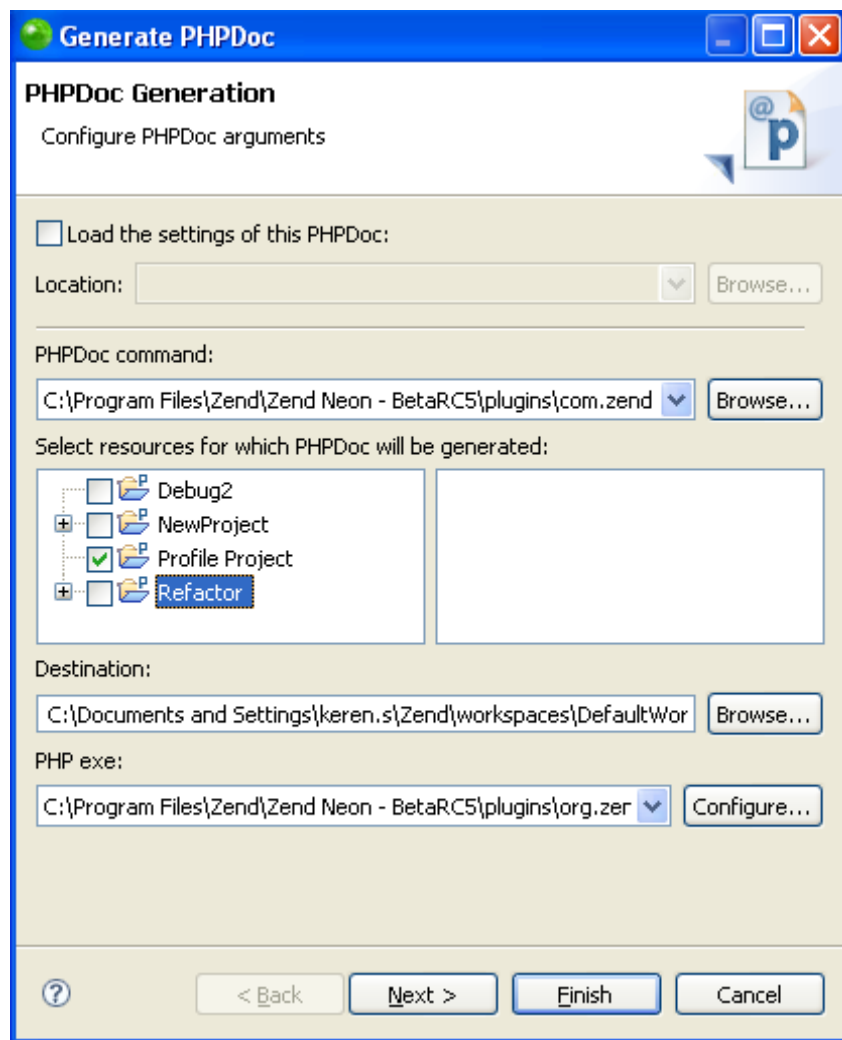 Generate PHPDoc
PHPDoc Generation
Configure PHPDoc arguments
@
p
Load the settings of this PHPDoc:
Location:
Browse...
PHPDoc command:
C:\Program Files\Zend\Zend Neon - BetaRC5\plugins\com.zend
Browse...
Select resources for which PHPDoc will be generated:
P Debug2
P NewProject
P Profile Project
P Refactor
Destination:
C:\Documents and Settings\keren.s\Zend\workspaces\DefaultWor
Browse...
PHP exe:
C:\Program Files\Zend\Zend Neon - BetaRC5\plugins\org.zer
Configure...
? < Back Next > Finish Cancel